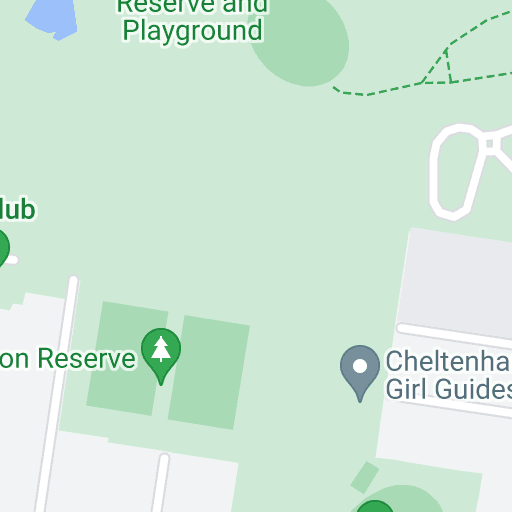 Reserve and
Playground
lub
on Reserve
Cheltenha
Girl Guides